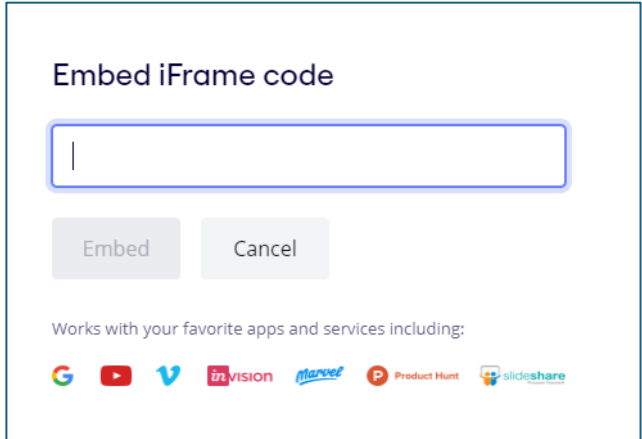 Embed iFrame code
Embed Cancel
Works with your favorite apps and services including:
G V inVISION Marvel P Product Hunt slideshare